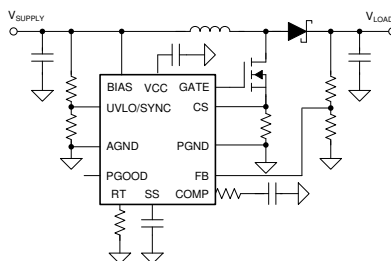 VSUPPLY
VLOAD
BIAS
VCC
GATE
UVLO/SYNC
CS
AGND
PGND
PGOOD
FB
RT
SS
COMP